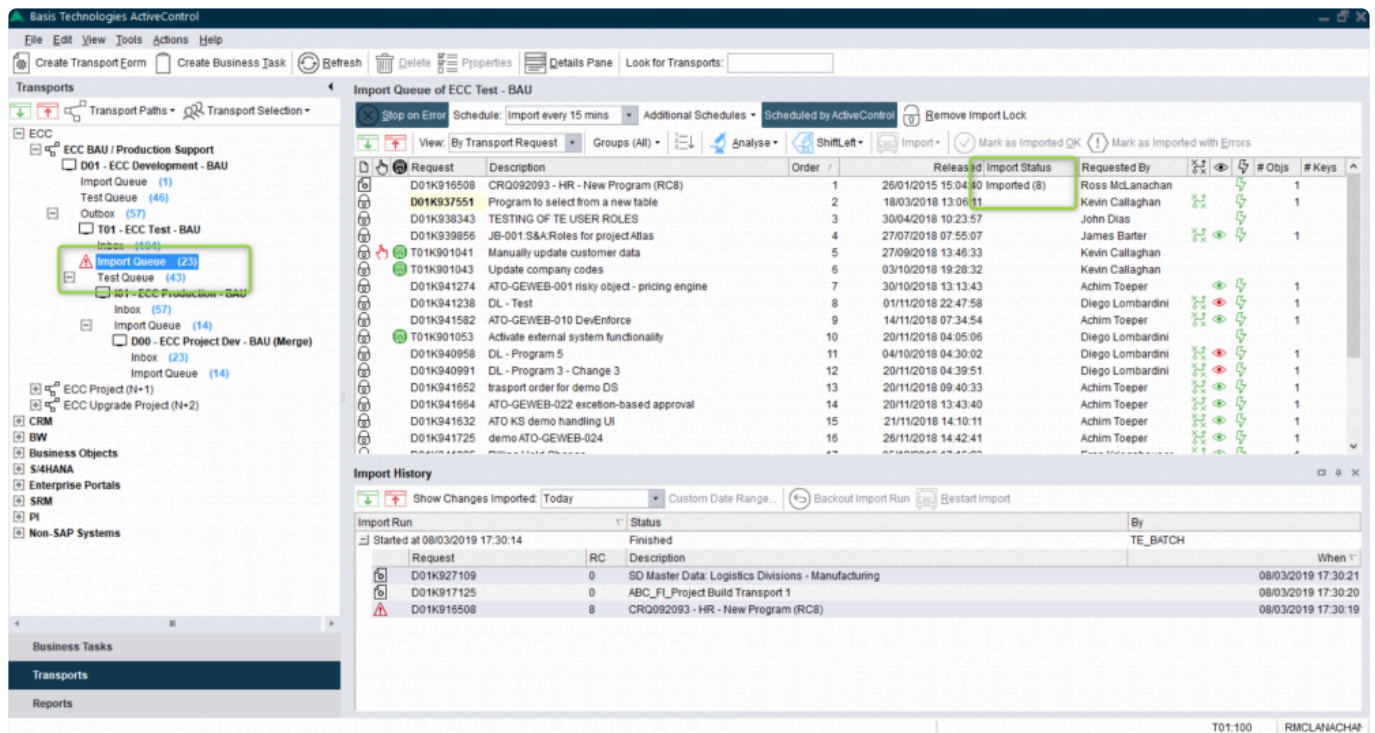 Basis Technologies ActiveControl
File Edit View Tools Actions Help
Create Transport Form Create Business Task Refresh Delete Properties Details Pane Look for Transports:
Transports
Transport Paths Transport Selection
ECC
ECC BAU / Production Support
D01 - ECC Development - BAU
Import Queue (1)
Test Queue (46)
Outbox (57)
T01 - ECC Test - BAU
Inbox (104)
Import Queue (23)
Test Queue (43)
I01 - ECC Production - BAU
Inbox (57)
Import Queue (14)
D00 - ECC Project Dev - BAU (Merge)
Inbox (23)
Import Queue (14)
ECC Project (N+1)
ECC Upgrade Project (N+2)
CRM
BW
Business Objects
S/4HANA
Enterprise Portals
SRM
PI
Non-SAP Systems
Business Tasks
Transports
Reports
Import Queue of ECC Test - BAU
Stop on Error Schedule: Import every 15 mins Additional Schedules Scheduled by ActiveControl Remove Import Lock
View: By Transport Request Groups (All) Analyse ShiftLeft Import Mark as Imported OK Mark as Imported with Errors
Request Description Order Released Import Status Requested By # Objs # Keys
D01K916508 CRQ092093 - HR - New Program (RC8) 1 26/01/2015 15:04:40 Imported (8) Ross McLanachan 1
D01K937551 Program to select from a new table 2 18/03/2018 13:06:11 Kevin Callaghan 1
D01K938343 TESTING OF TE USER ROLES 3 30/04/2018 10:23:57 John Dias
D01K939856 JB-001:S&A:Roles for project Atlas 4 27/07/2018 07:55:07 James Barter 1
T01K901041 Manually update customer data 5 27/09/2018 13:46:33 Kevin Callaghan
T01K901043 Update company codes 6 03/10/2018 19:28:32 Kevin Callaghan
D01K941274 ATO-GEWEB-001 risky object - pricing engine 7 30/10/2018 13:13:43 Achim Toeper 1
D01K941238 DL - Test 8 01/11/2018 22:47:58 Diego Lombardini 1
D01K941582 ATO-GEWEB-010 DevEnforce 9 14/11/2018 07:34:54 Achim Toeper 1
T01K901053 Activate external system functionality 10 20/11/2018 04:05:06 Diego Lombardini
D01K940958 DL - Program 5 11 04/10/2018 04:30:02 Diego Lombardini 1
D01K940991 DL - Program 3 - Change 3 12 20/11/2018 04:39:51 Diego Lombardini 1
D01K941652 trasport order for demo DS 13 20/11/2018 09:40:33 Achim Toeper 1
D01K941664 ATO-GEWEB-022 excetion-based approval 14 20/11/2018 13:43:40 Achim Toeper 1
D01K941632 ATO KS demo handling UI 15 21/11/2018 14:10:11 Achim Toeper 1
D01K941725 demo ATO-GEWEB-024 16 26/11/2018 14:42:41 Achim Toeper 1
Import History
Show Changes Imported: Today Custom Date Range... Backout Import Run Restart Import
Import Run Status By
Started at 08/03/2019 17:30:14 Finished TE_BATCH
Request RC Description When
D01K927109 0 SD Master Data: Logistics Divisions - Manufacturing 08/03/2019 17:30:21
D01K917125 0 ABC_FI_Project Build Transport 1 08/03/2019 17:30:20
D01K916508 8 CRQ092093 - HR - New Program (RC8) 08/03/2019 17:30:19
T01:100 RMCLANACHAN